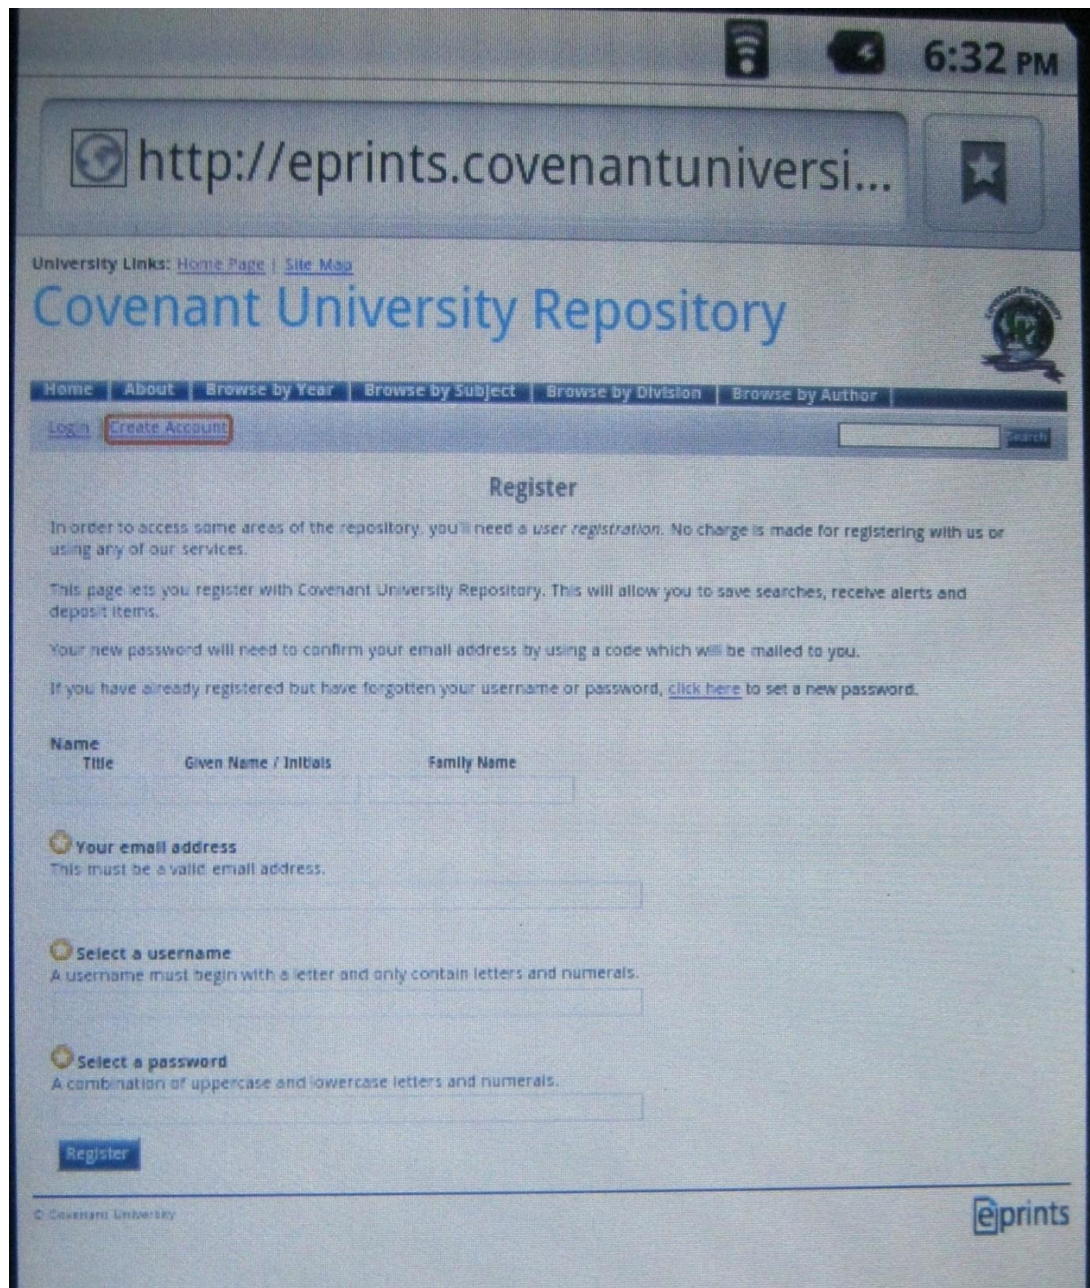 6:32 PM
http://eprints.covenantuniversi...
University Links: Home Page | Site Map
Covenant University Repository
Home About Browse by Year Browse by Subject Browse by Division Browse by Author
Login Create Account Search
Register
In order to access some areas of the repository, you'll need a user registration. No charge is made for registering with us or
using any of our services.
This page lets you register with Covenant University Repository. This will allow you to save searches, receive alerts and
deposit items.
Your new password will need to confirm your email address by using a code which will be mailed to you.
If you have already registered but have forgotten your username or password, click here to set a new password.
Name
Title Given Name / Initials Family Name
Your email address
This must be a valid email address.
Select a username
A username must begin with a letter and only contain letters and numerals.
Select a password
A combination of uppercase and lowercase letters and numerals.
Register
© Covenant University
eprints